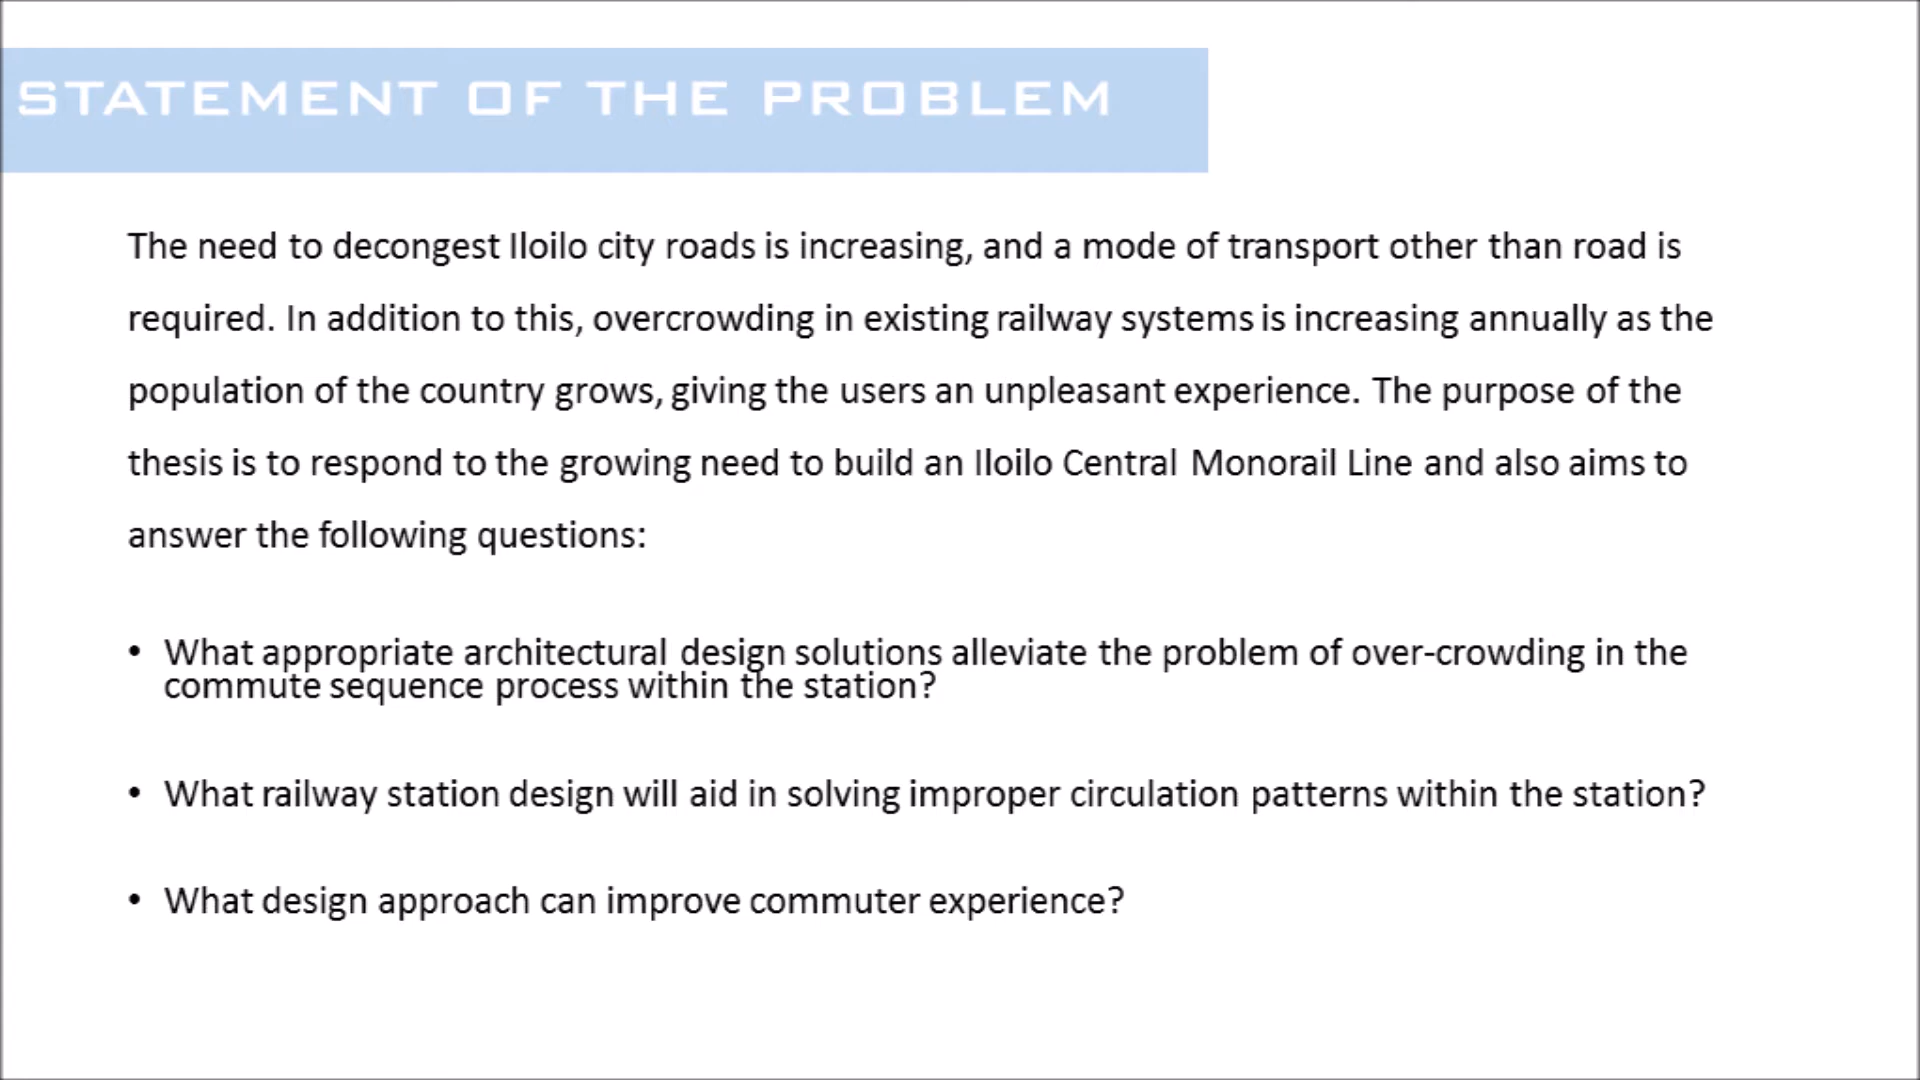 STATEMENT OF THE PROBLEM
The need to decongest Iloilo city roads is increasing, and a mode of transport other than road is
required. In addition to this, overcrowding in existing railway systems is increasing annually as the
population of the country grows, giving the users an unpleasant experience. The purpose of the
thesis is to respond to the growing need to build an Iloilo Central Monorail Line and also aims to
answer the following questions:
• What appropriate architectural design solutions alleviate the problem of over-crowding in the
commute sequence process within the station?
• What railway station design will aid in solving improper circulation patterns within the station?
• What design approach can improve commuter experience?